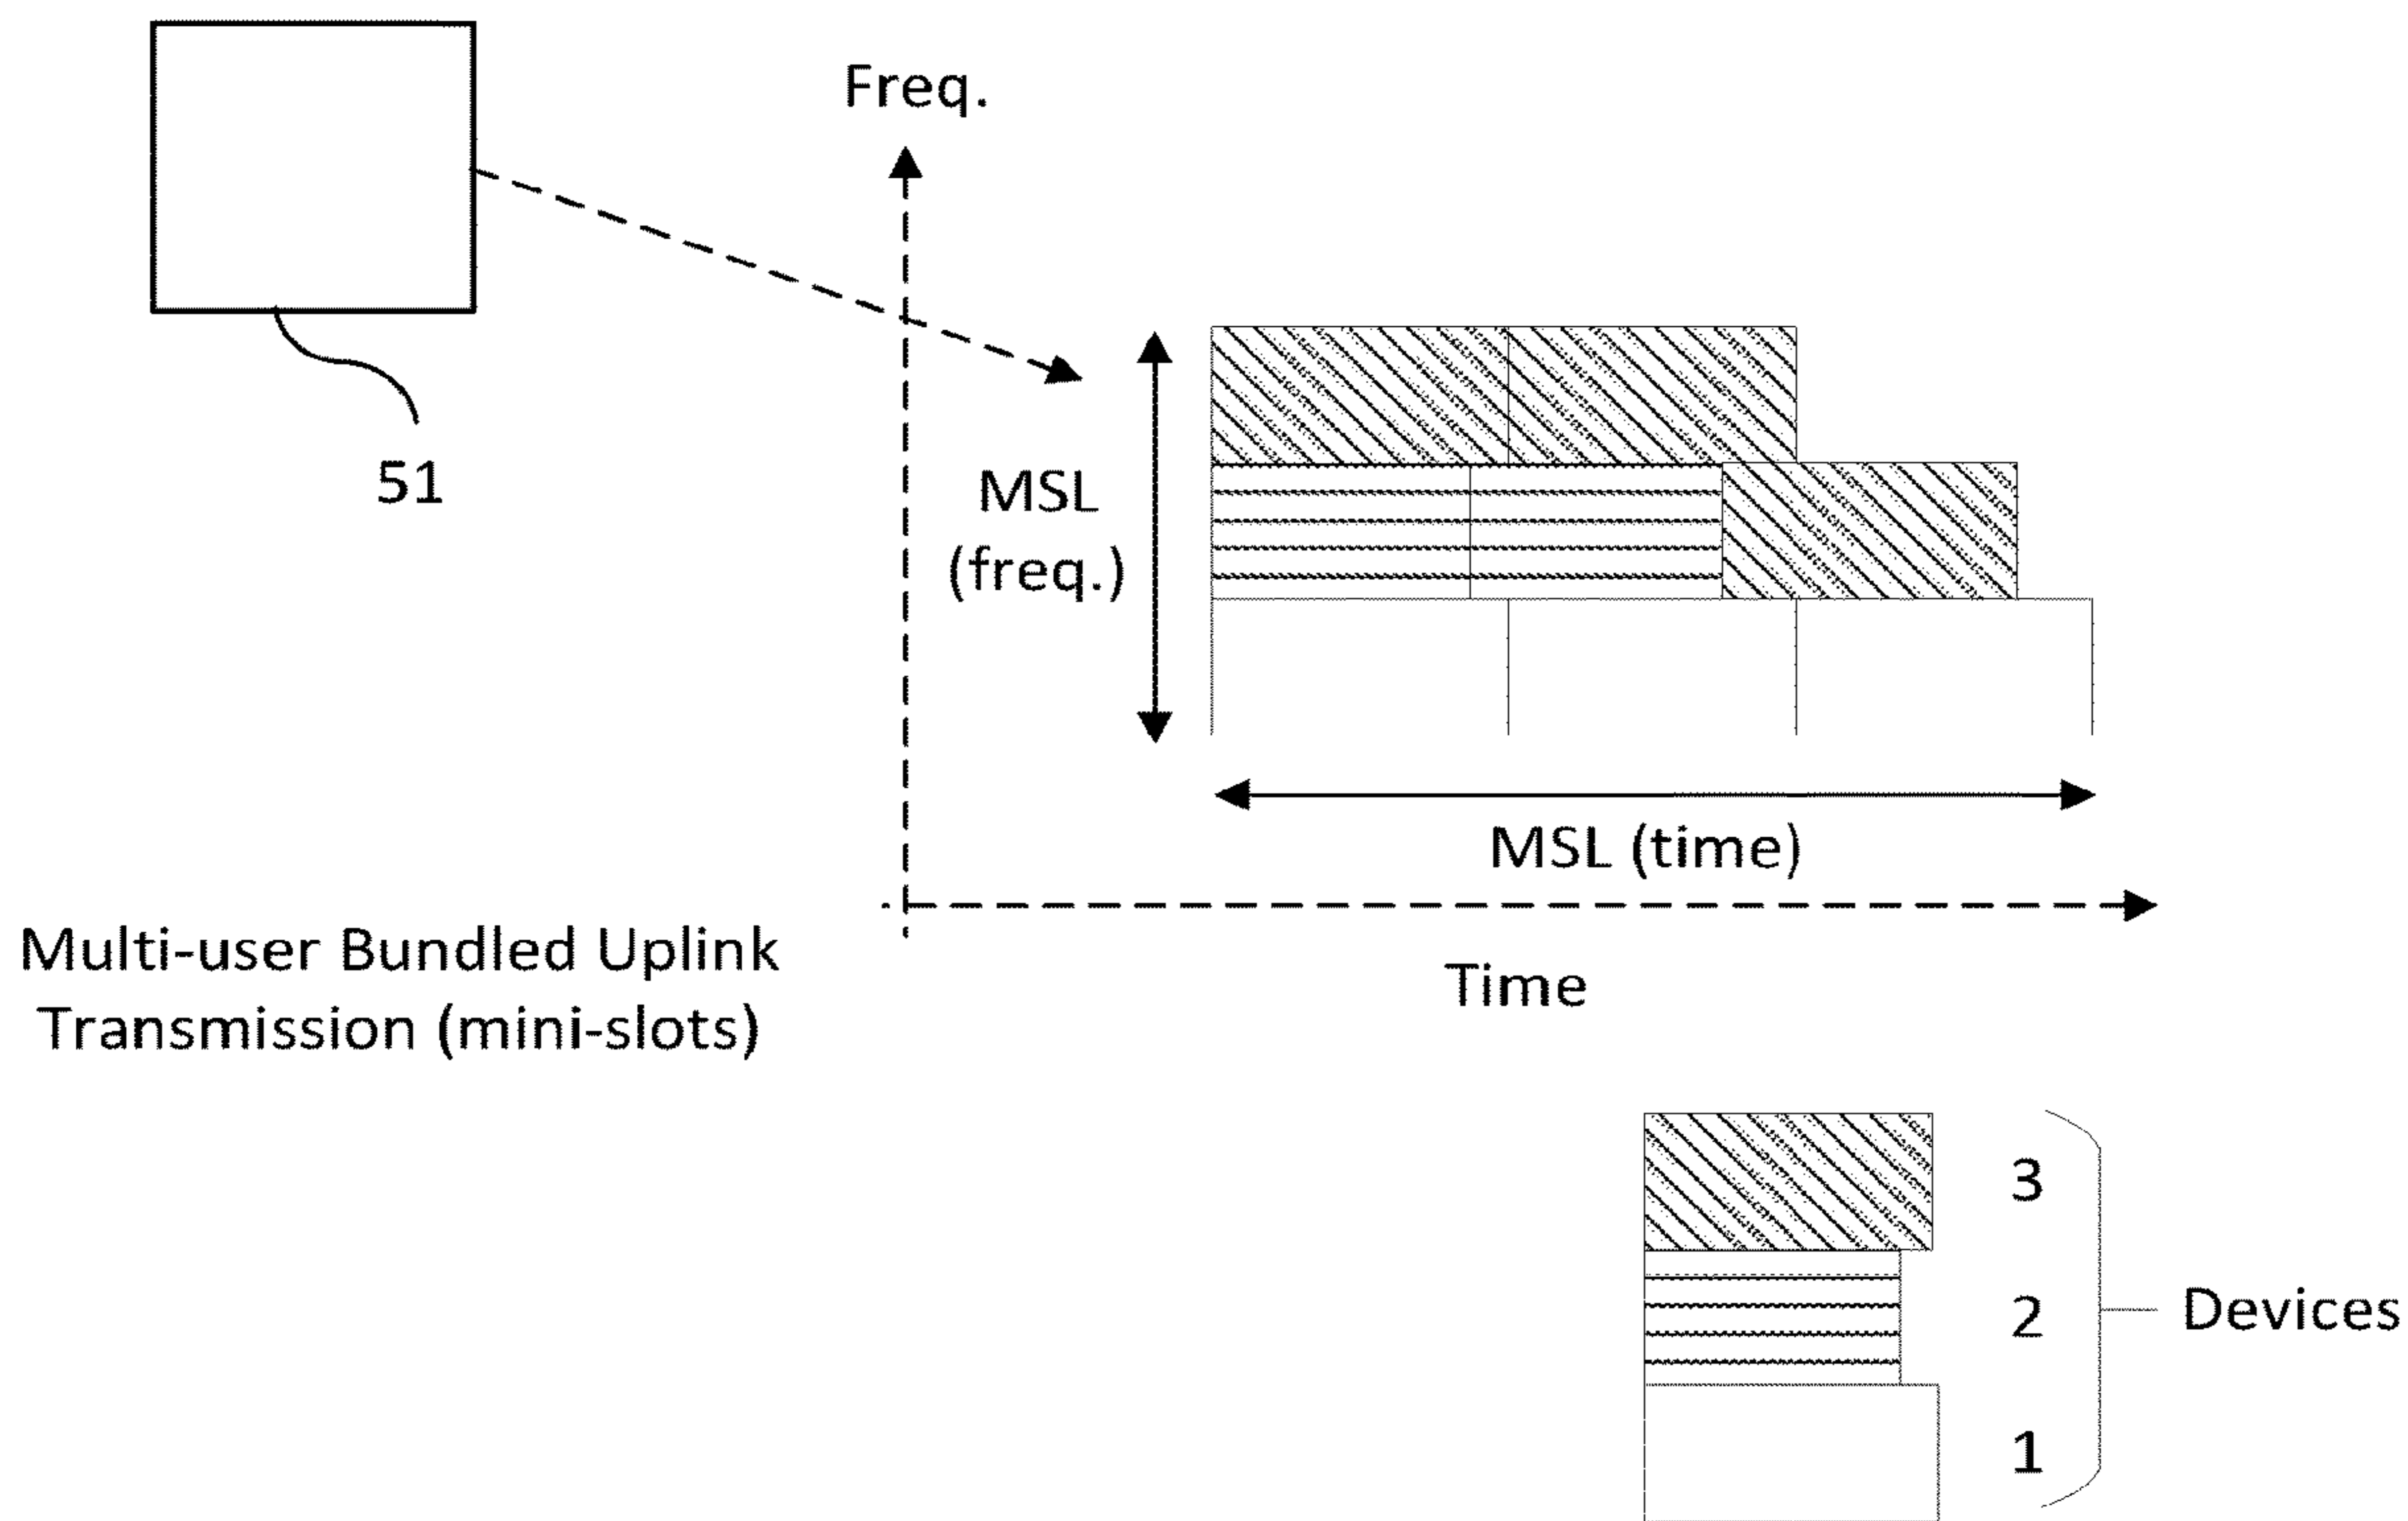 Freq.
51
MSL
(freq.)
MSL (time)
Time
Multi-user Bundled Uplink
Transmission (mini-slots)
3
2
1
Devices